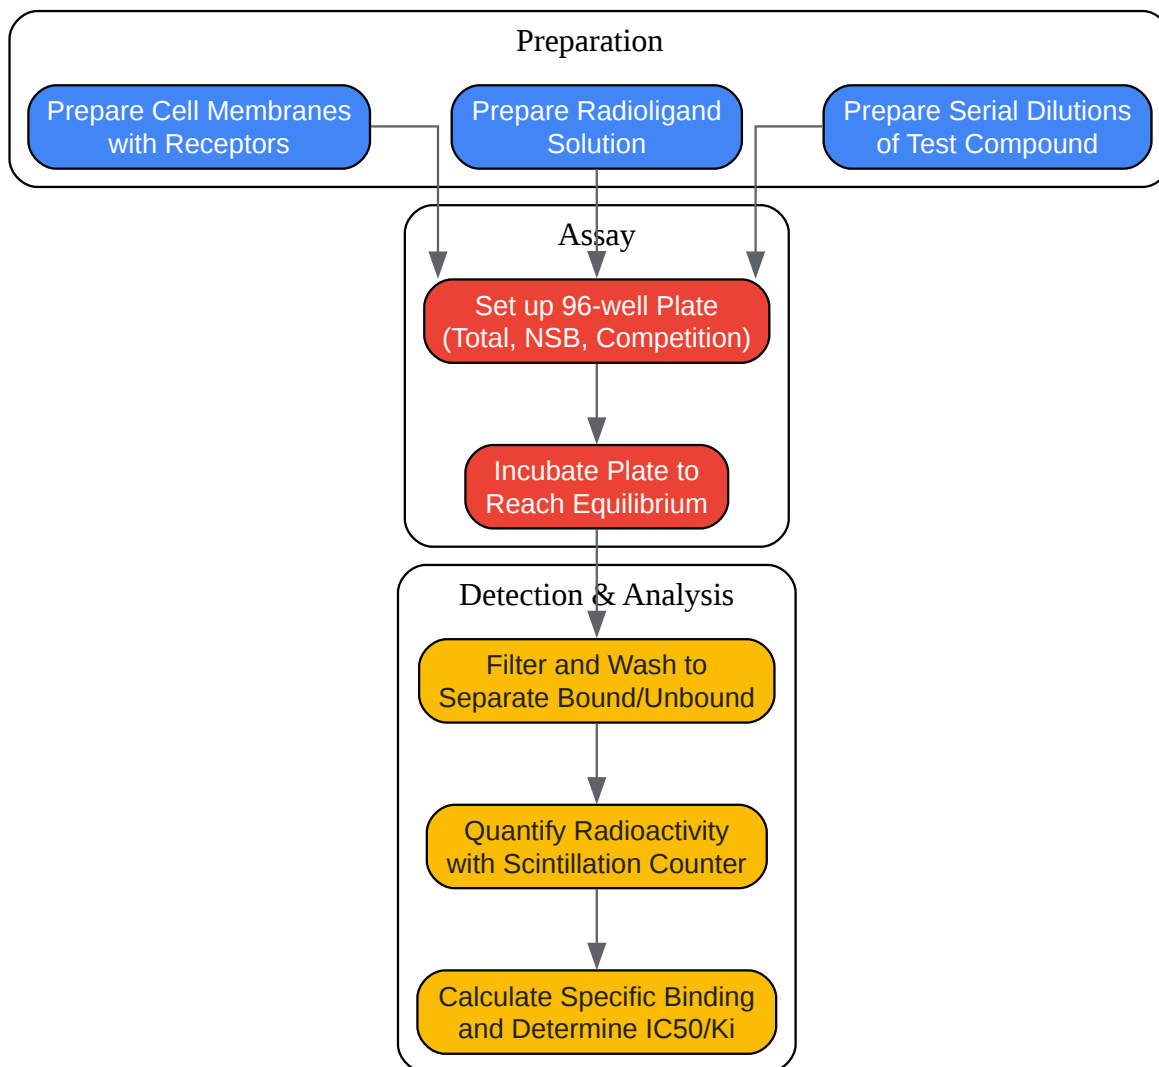 Preparation
Prepare Cell Membranes
with Receptors
Prepare Radioligand
Solution
Prepare Serial Dilutions
of Test Compound
Assay
Set up 96-well Plate
(Total, NSB, Competition)
Incubate Plate to
Reach Equilibrium
Detection & Analysis
Filter and Wash to
Separate Bound/Unbound
Quantify Radioactivity
with Scintillation Counter
Calculate Specific Binding
and Determine IC50/Ki